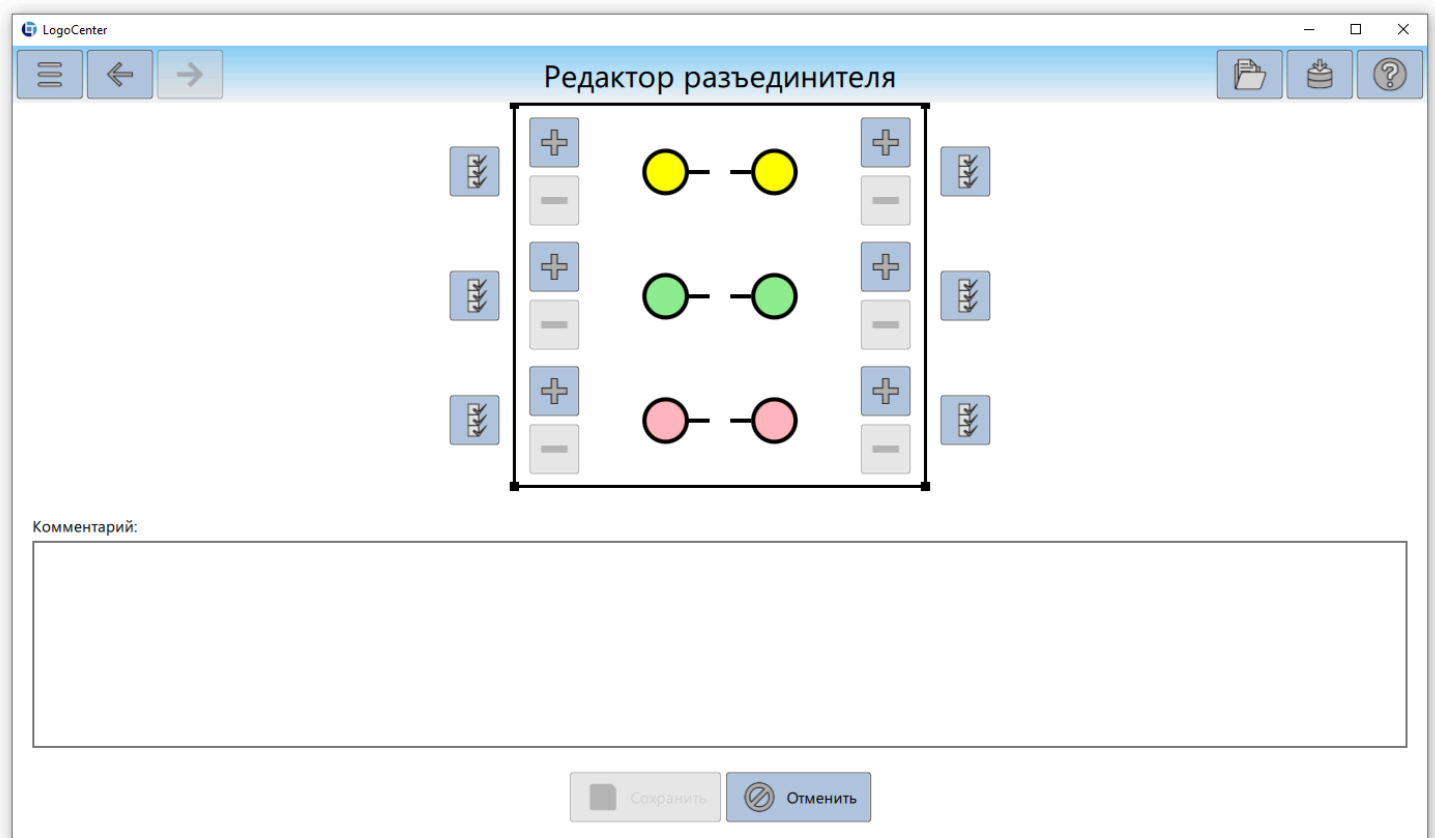 LogoCenter
Редактор разъединителя
Комментарий:
Сохранить
Отменить